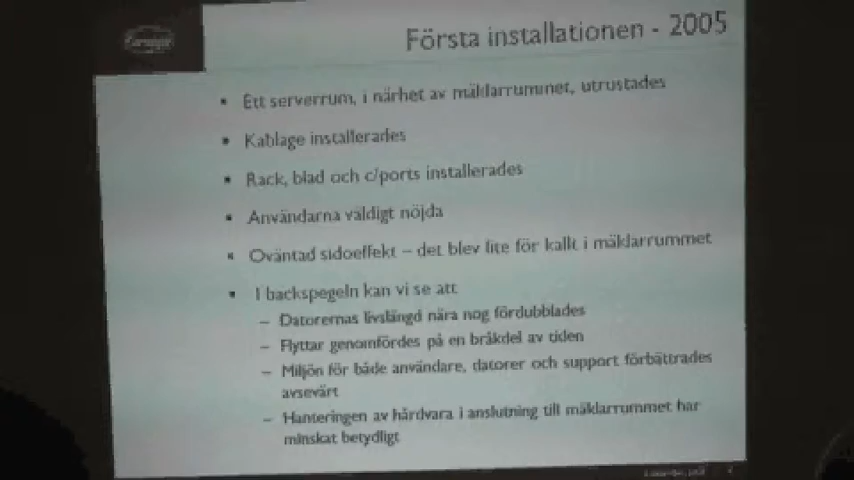 Första installationen - 2005
• Ett serverrum, i närhet av mäklarrummet, utrustades
• Kablage installerades
• Rack, blad och c/ports installerades
• Användarna väldigt nöjda
• Oväntad sidoeffekt – det blev lite för kallt i mäklarrummet
• I backspegeln kan vi se att
– Datorernas livslängd nära nog fördubblades
– Flyttar genomfördes på en bråkdel av tiden
– Miljön för både användare, datorer och support förbättrades
avsevärt
– Hanteringen av hårdvara i anslutning till mäklarrummet har
minskat betydligt